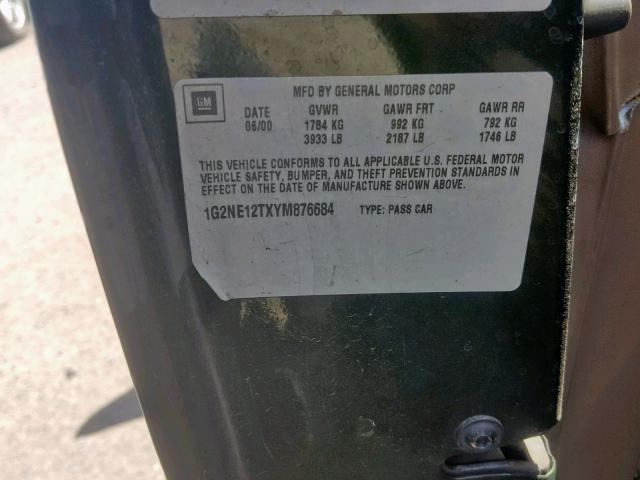 GM
MFD BY GENERAL MOTORS CORP
DATE GVWR GAWR FRT GAWR RR
06/00 1784 KG 992 KG 792 KG
3933 LB 2187 LB 1746 LB
THIS VEHICLE CONFORMS TO ALL APPLICABLE U.S. FEDERAL MOTOR
VEHICLE SAFETY, BUMPER, AND THEFT PREVENTION STANDARDS IN
EFFECT ON THE DATE OF MANUFACTURE SHOWN ABOVE.
1G2NE12TXYM876684 TYPE: PASS CAR